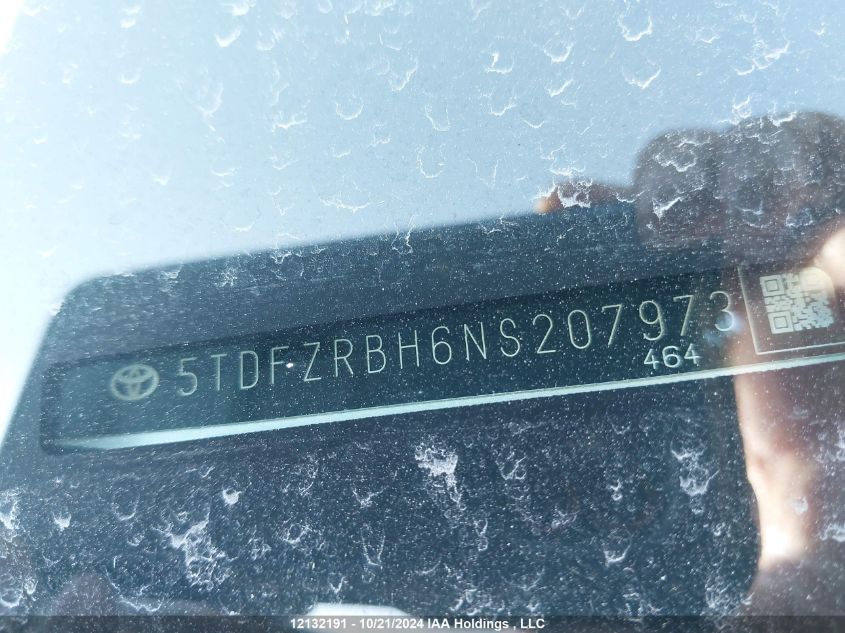 5TDFZRBH6NS207973
464
12132191 - 10/21/2024 IAA Holdings , LLC